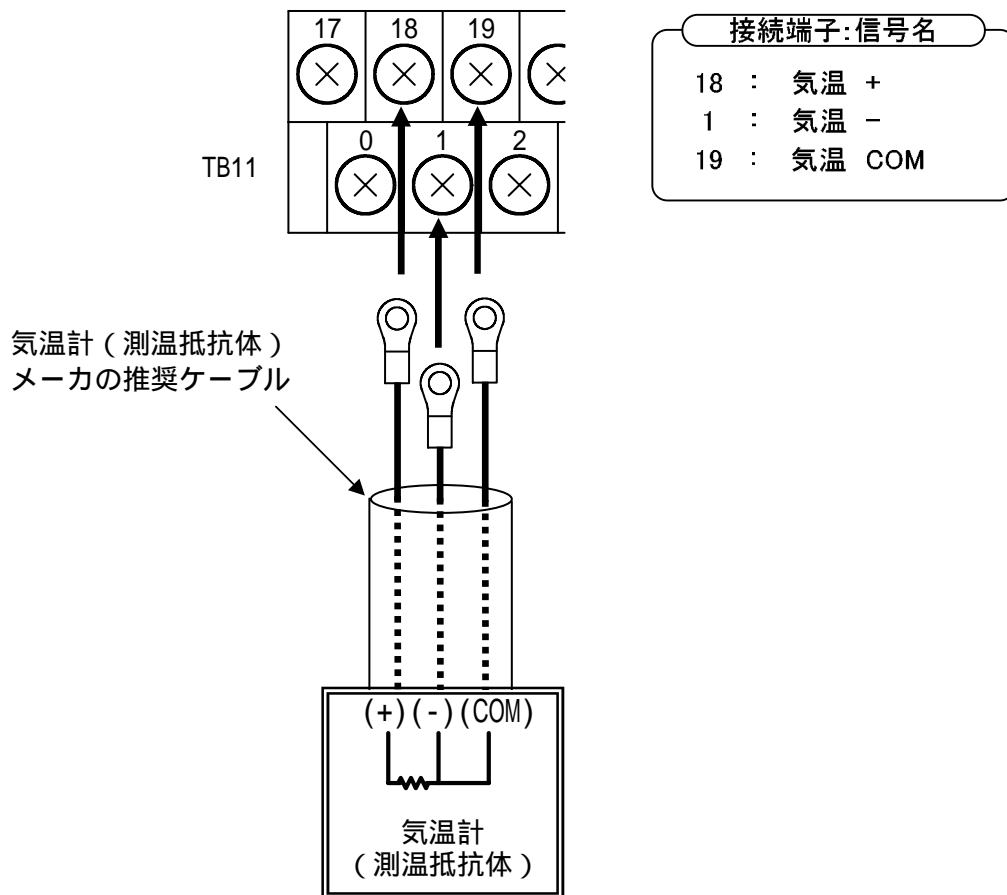 17 18 19
接続端子:信号名
18 : 気温 +
1 : 気温 -
19 : 気温 COM
0 1 2
TB11
気温計(測温抵抗体)
メーカの推奨ケーブル
(+)(-)(COM)
気温計
(測温抵抗体)